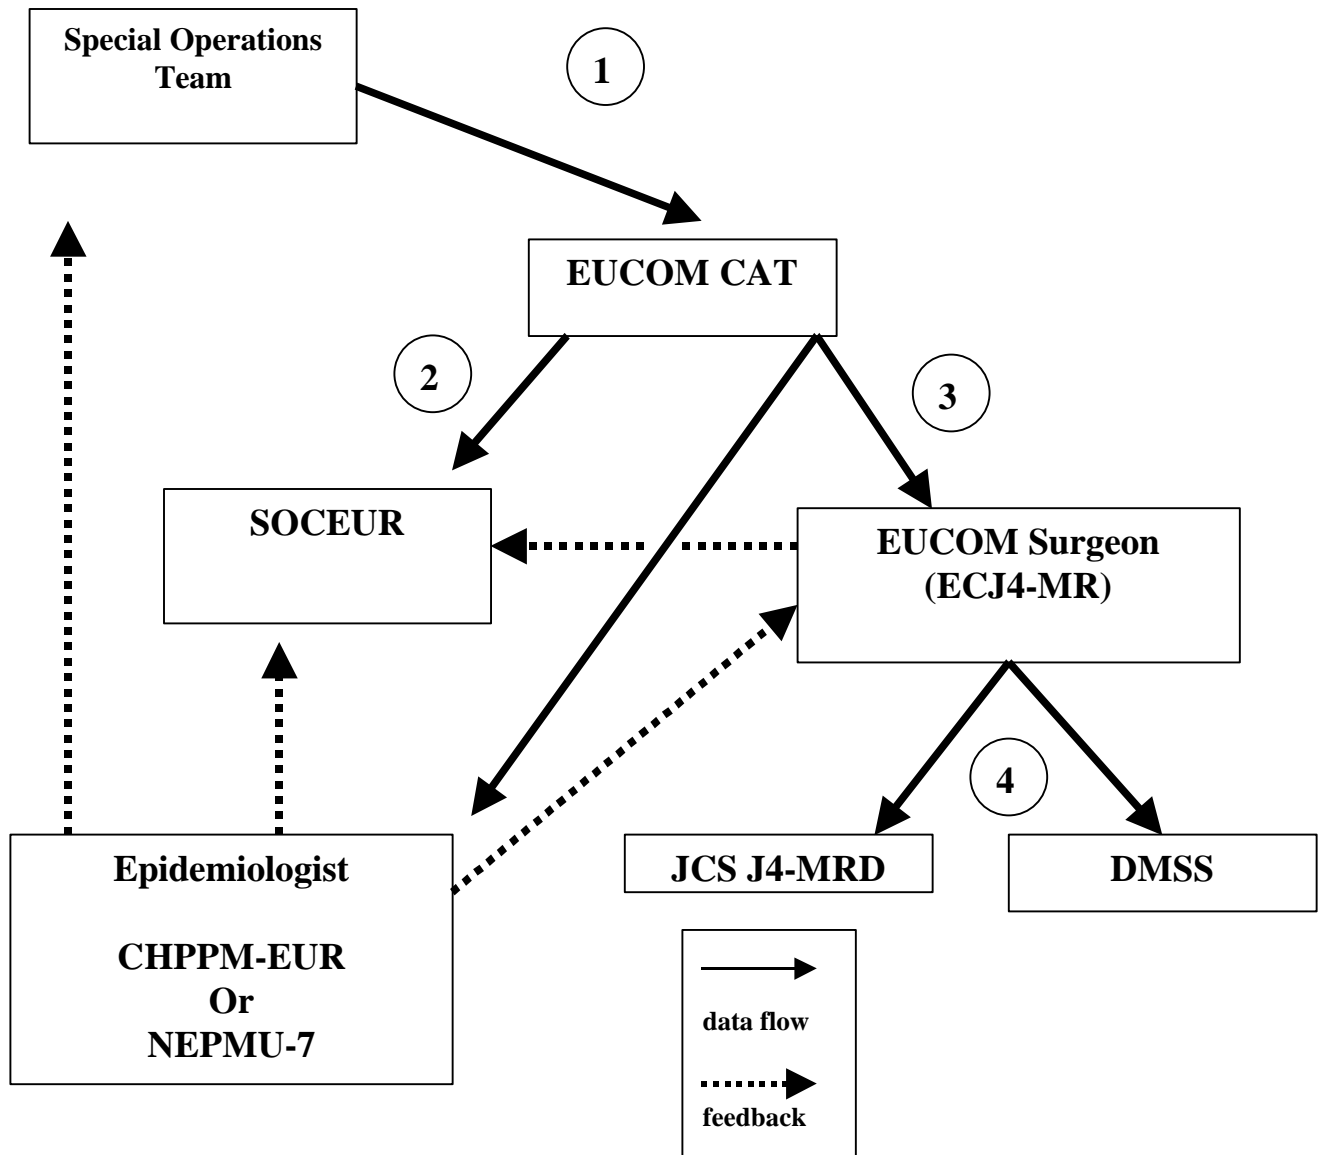 Special Operations
Team
1
EUCOM CAT
2
3
SOCEUR
EUCOM Surgeon
(ECJ4-MR)
4
Epidemiologist
CHPPM-EUR
Or
NEPMU-7
JCS J4-MRD
DMSS
data flow
feedback